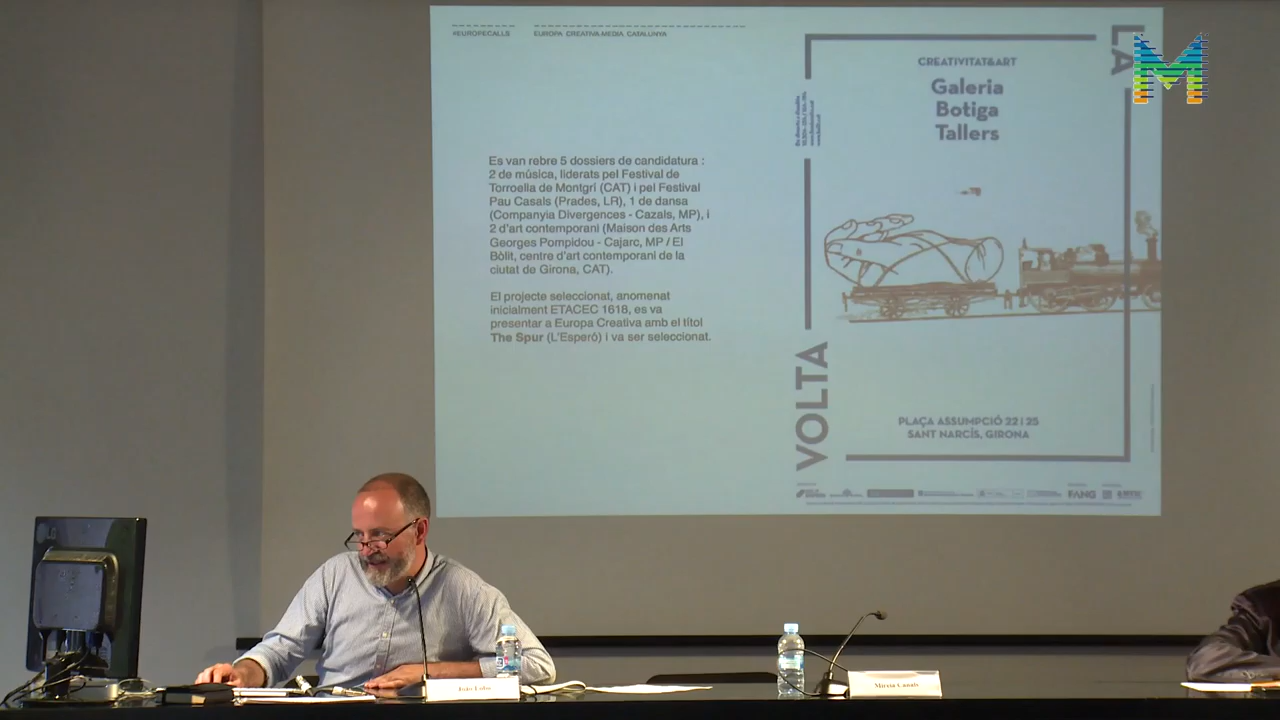 #EUROPECALLS
EUROPA CREATIVA MEDIA CATALUNYA
Es van rebre 5 dossiers de candidatura :
2 de música, liderats pel Festival de
Torroella de Montgrí (CAT) i pel Festival
Pau Casals (Prades, LR), 1 de dansa
(Companyia Divergences - Cazals, MP), i
2 d'art contemporani (Maison des Arts
Georges Pompidou - Cajarc, MP / El
Bòlit, centre d'art contemporani de la
ciutat de Girona, CAT).
El projecte seleccionat, anomenat
inicialment ETACEC 1618, es va
presentar a Europa Creativa amb el títol
The Spur (L'Esperó) i va ser seleccionat.
LA
VOLTA
CREATIVITAT&ART
Galeria
Botiga
Tallers
PLAÇA ASSUMPCIÓ 22 i 25
SANT NARCÍS, GIRONA
FANG
M